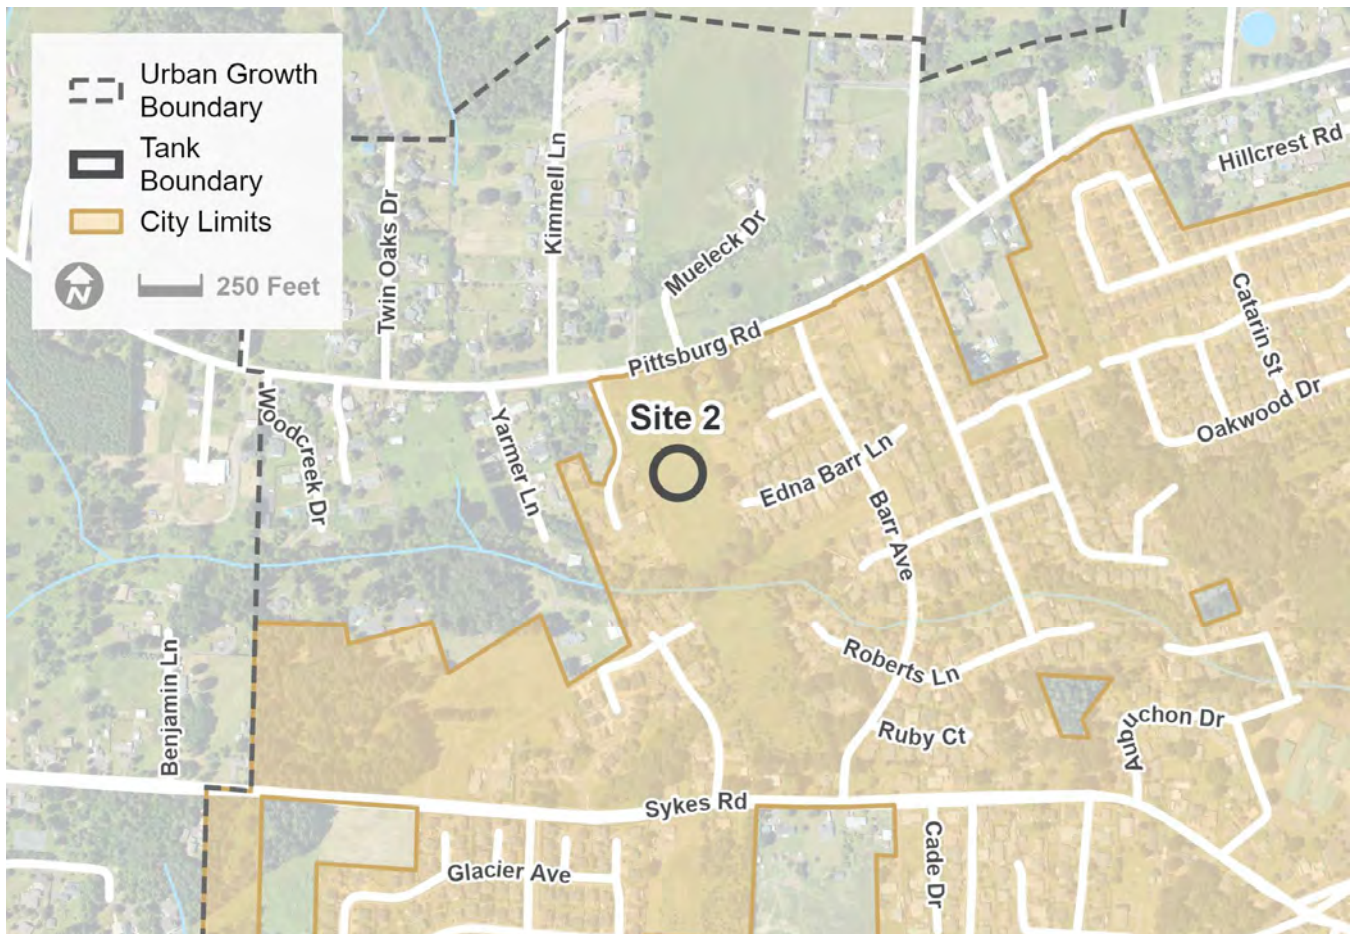 Urban Growth
Boundary
Tank
Boundary
City Limits
N
250 Feet
Hillcrest Rd
Kimmell Ln
Twin Oaks Dr
Mueleck Dr
Catarin St
Pittsburg Rd
Oakwood Dr
Woodcreek Dr
Yarmer Ln
Site 2
Edna Barr Ln
Barr Ave
Benjamin Ln
Roberts Ln
Ruby Ct
Aubuchon Dr
Sykes Rd
Glacier Ave
Cade Dr